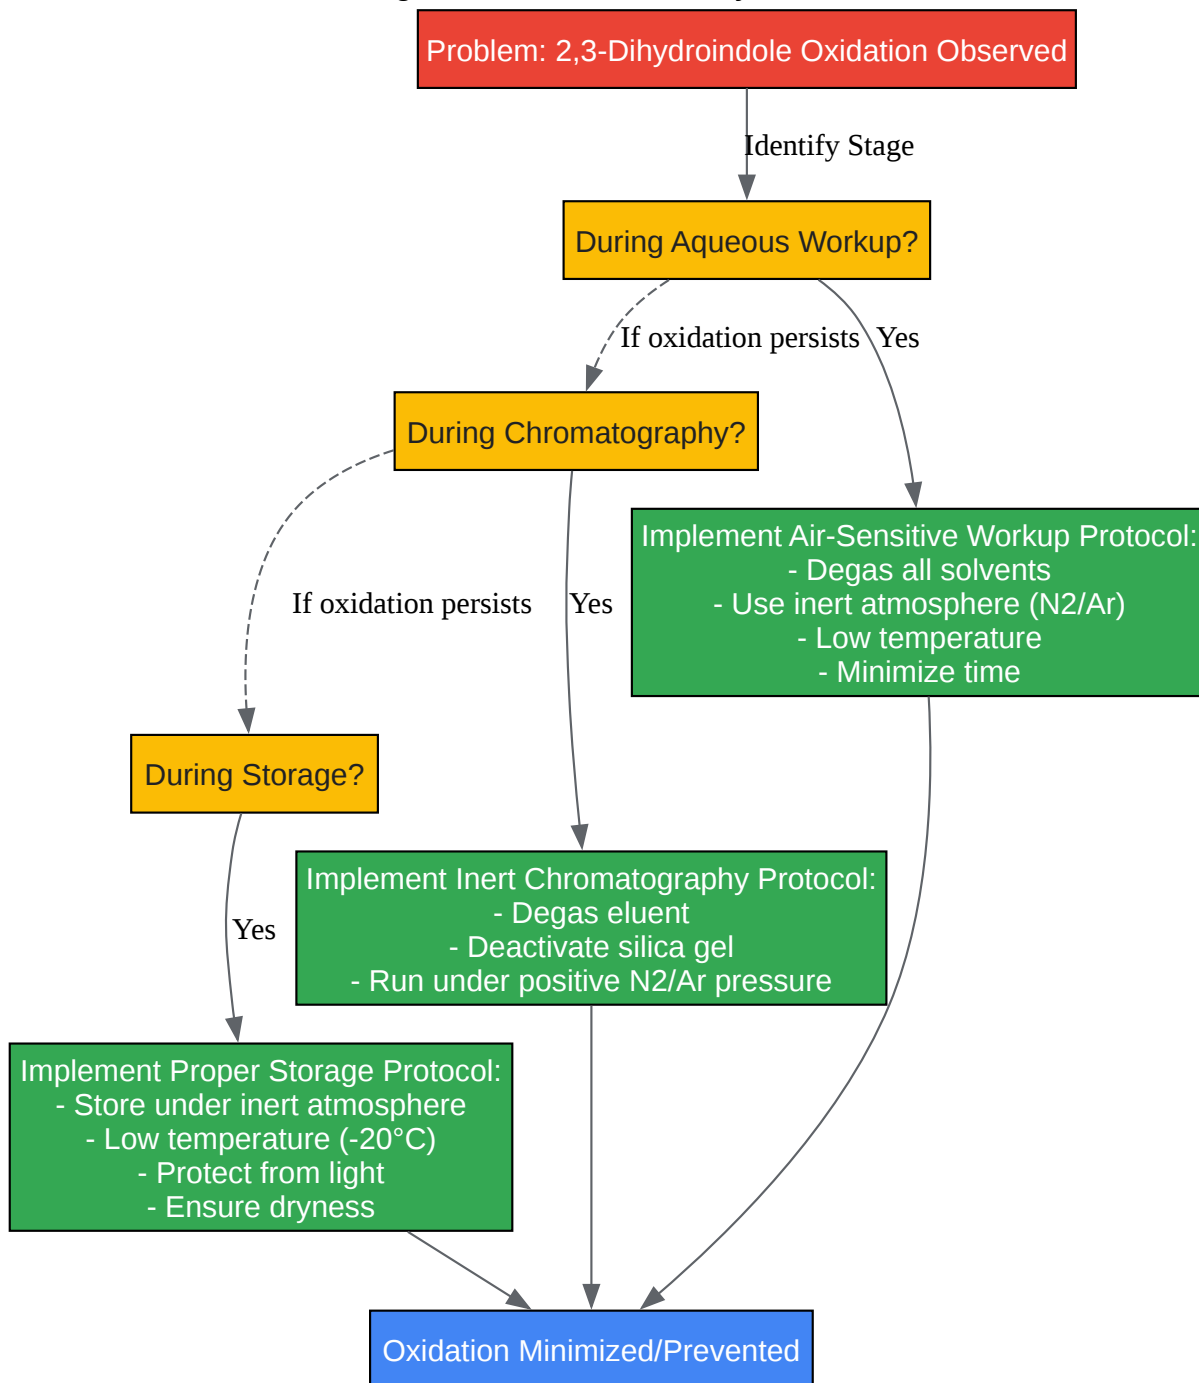 Problem: 2,3-Dihydroindole Oxidation Observed
Identify Stage
During Aqueous Workup?
If oxidation persists
Yes
During Chromatography?
Implement Air-Sensitive Workup Protocol:
- Degas all solvents
- Use inert atmosphere (N2/Ar)
- Low temperature
- Minimize time
If oxidation persists
Yes
During Storage?
Implement Inert Chromatography Protocol:
- Degas eluent
- Deactivate silica gel
- Run under positive N2/Ar pressure
Yes
Implement Proper Storage Protocol:
- Store under inert atmosphere
- Low temperature (-20°C)
- Protect from light
- Ensure dryness
Oxidation Minimized/Prevented